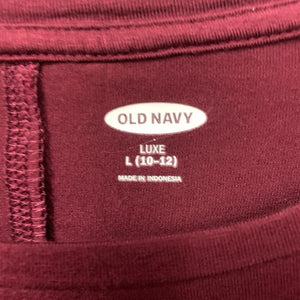 OLD NAVY
LUXE
L (10-12)
MADE IN INDONESIA